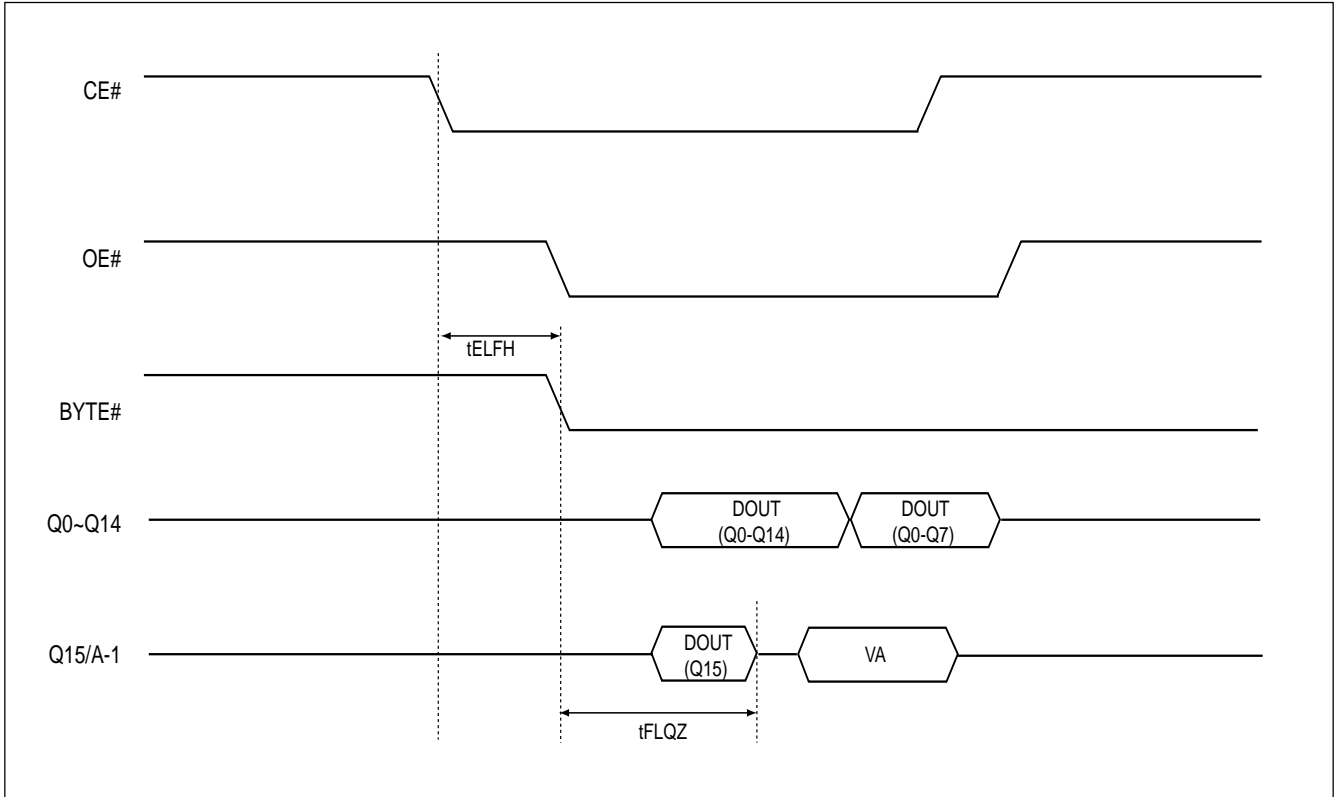 CE#
OE#
tELFH
BYTE#
Q0~Q14
DOUT
(Q0-Q14)
DOUT
(Q0-Q7)
Q15/A-1
DOUT
(Q15)
VA
tFLQZ